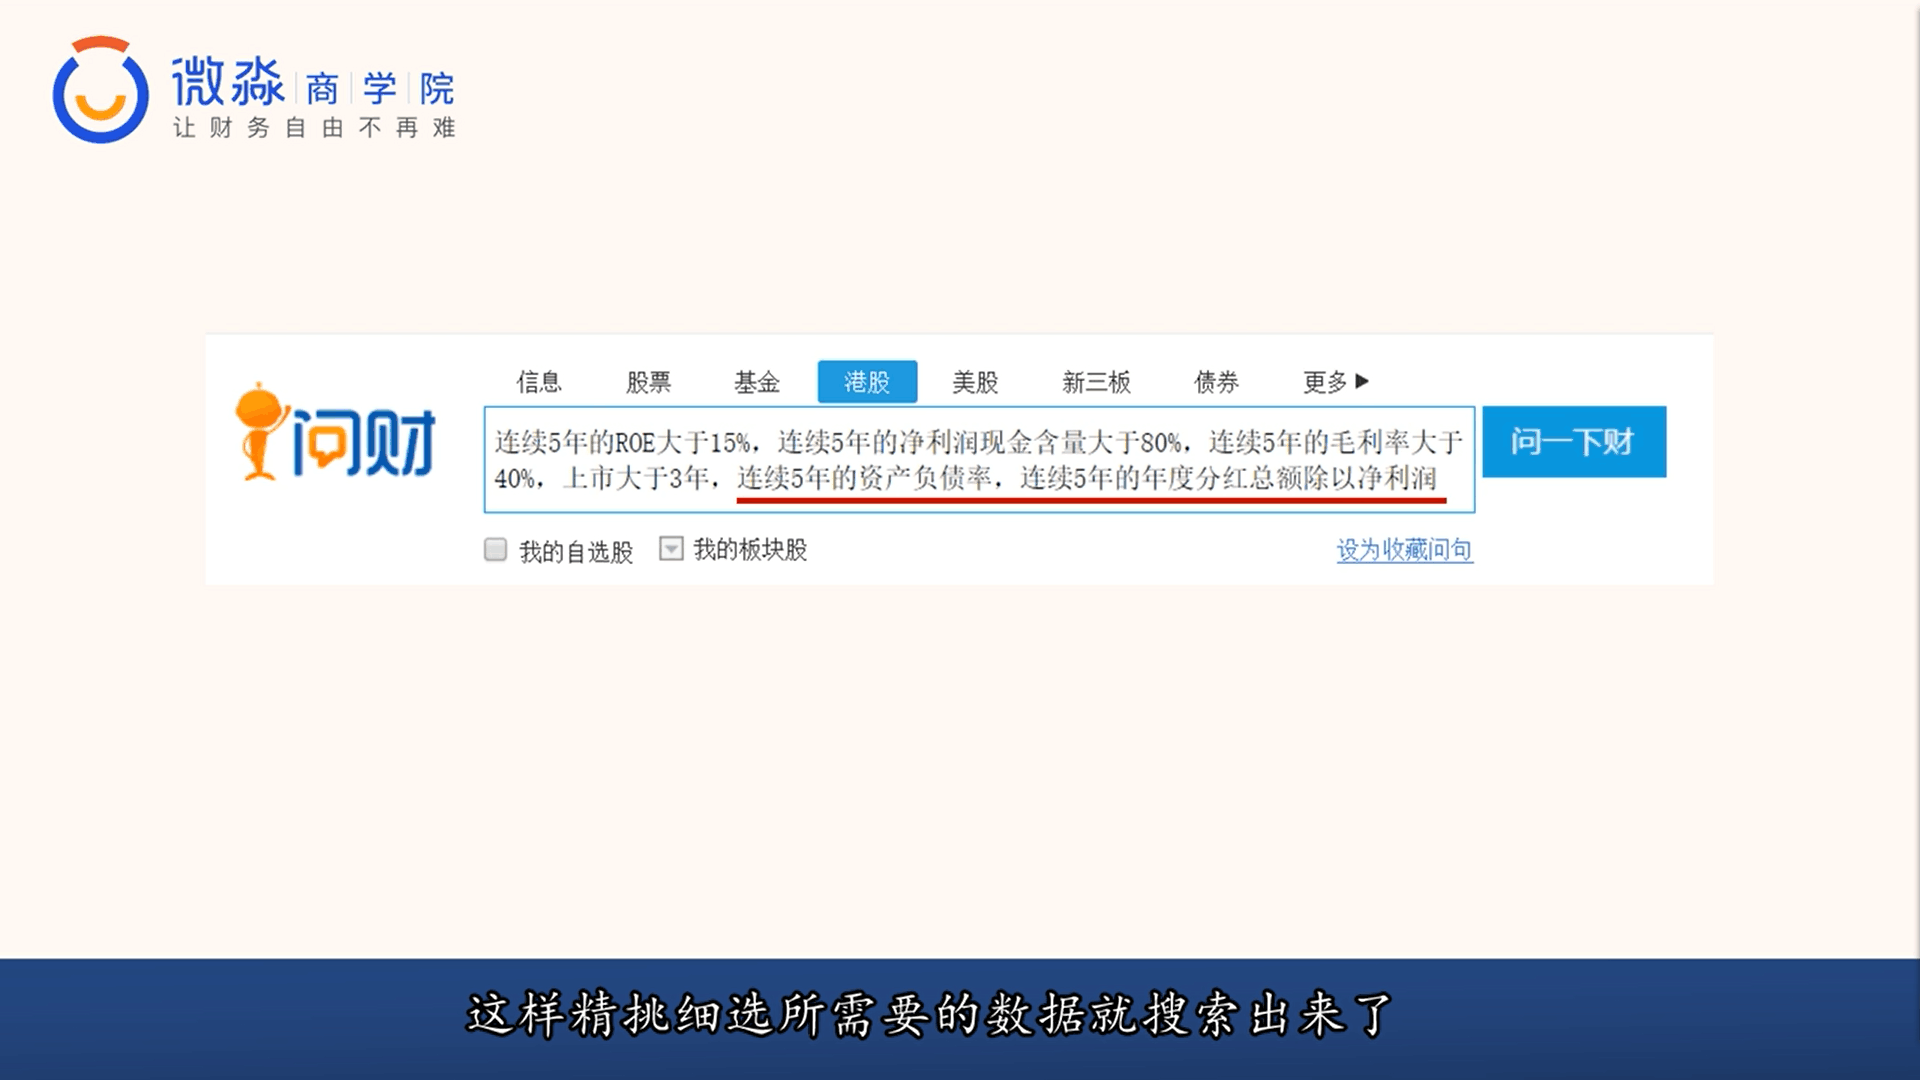 微淼商学院
让财务自由不再难
信息 股票 基金 港股 美股 新三板 债券 更多
问财
连续5年的ROE大于15%，连续5年的净利润现金含量大于80%，连续5年的毛利率大于
40%，上市大于3年，连续5年的资产负债率，连续5年的年度分红总额除以净利润
问一下财
我的自选股 我的板块股 设为收藏问句
这样精挑细选所需要的数据就搜索出来了